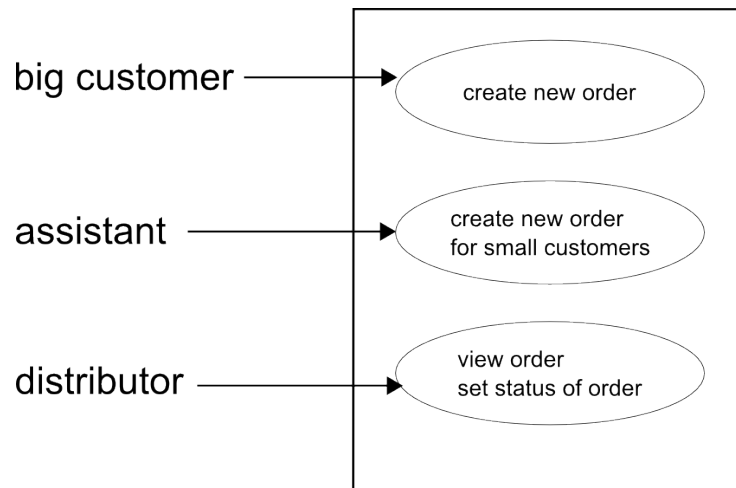 big customer
create new order
assistant
create new order
for small customers
distributor
view order
set status of order